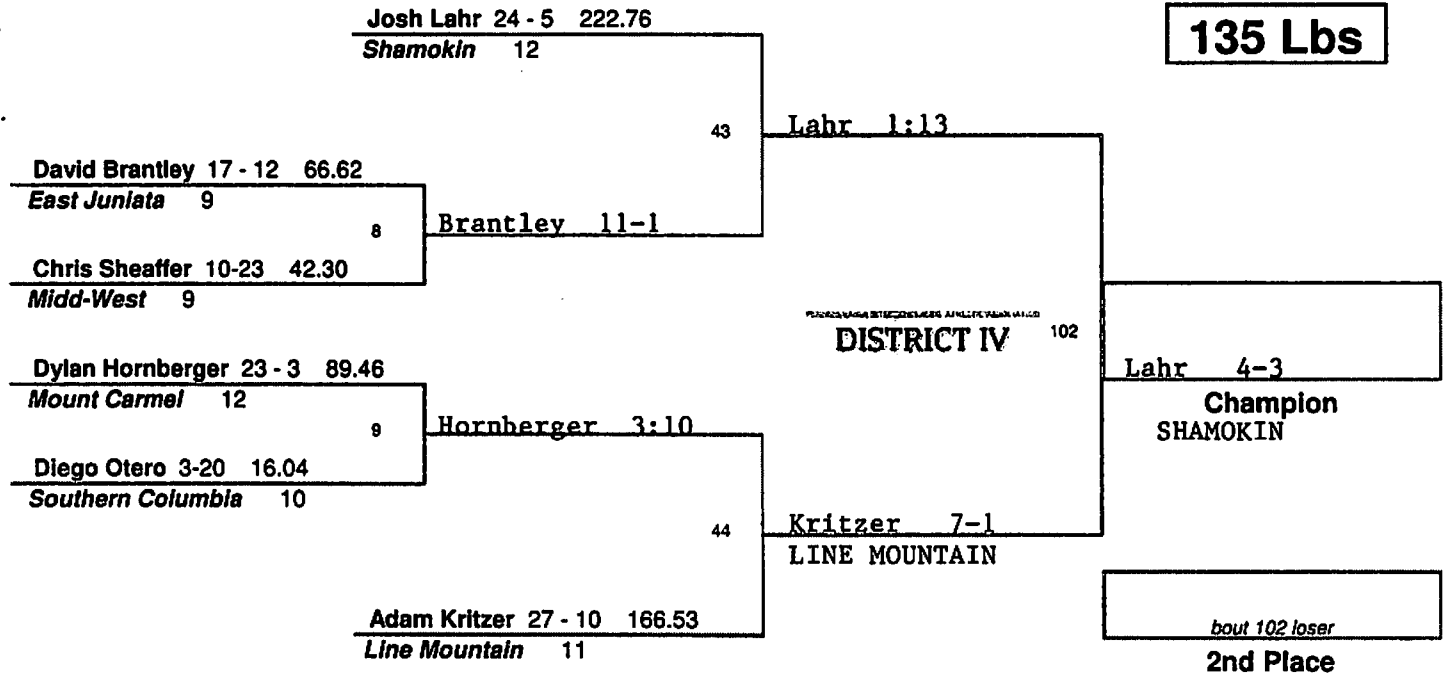 Josh Lahr 24 - 5 222.76
Shamokin 12
135 Lbs
43
Lahr 1:13
David Brantley 17 - 12 66.62
East Juniata 9
8
Brantley 11-1
Chris Sheaffer 10-23 42.30
Midd-West 9
DISTRICT IV
102
Dylan Hornberger 23 - 3 89.46
Mount Carmel 12
Lahr 4-3
Champion
SHAMOKIN
9
Hornberger 3:10
Diego Otero 3-20 16.04
Southern Columbia 10
44
Kritzer 7-1
LINE MOUNTAIN
Adam Kritzer 27 - 10 166.53
Line Mountain 11
bout 102 loser
2nd Place